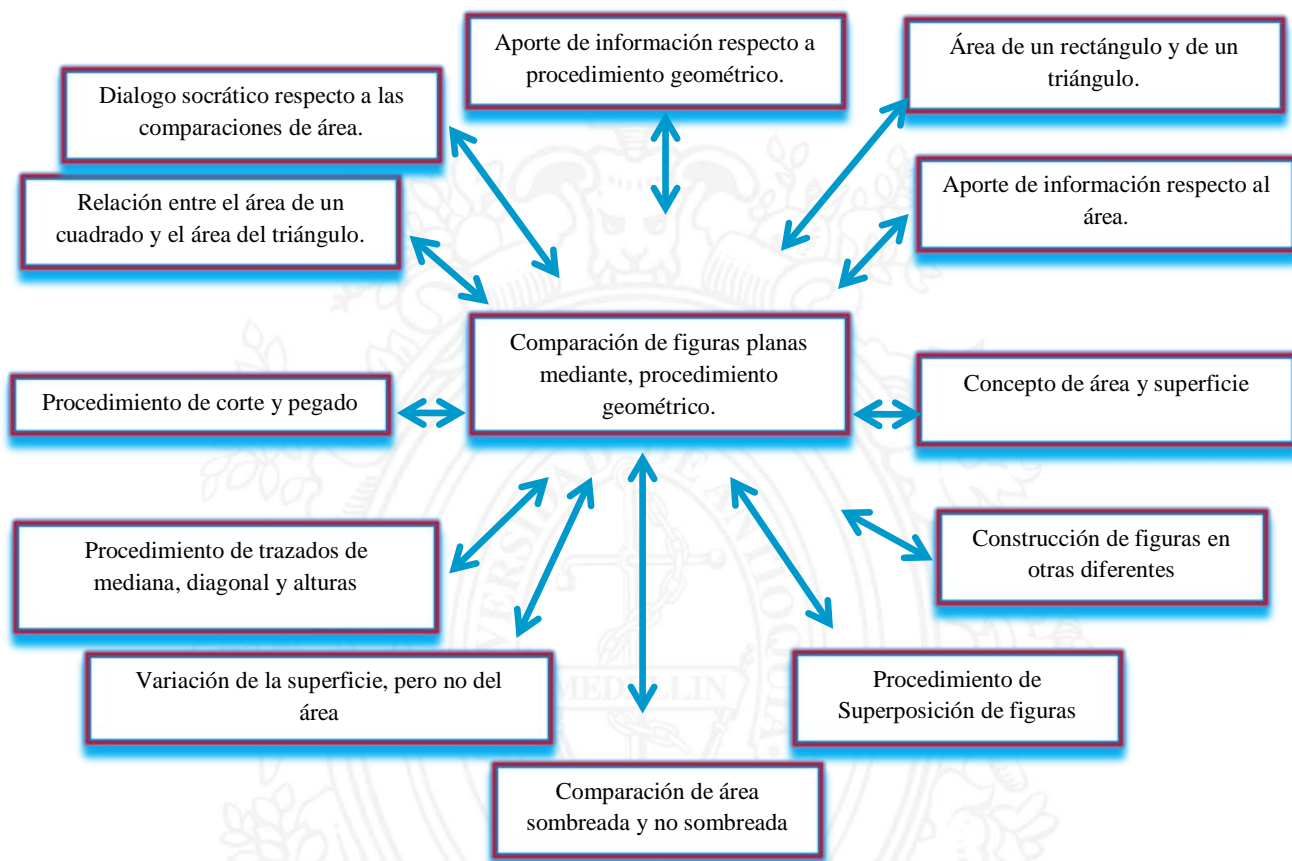 Aporte de información respecto a
procedimiento geométrico.
Área de un rectángulo y de un
triángulo.
Dialogo socrático respecto a las
comparaciones de área.
Aporte de información respecto al
área.
Relación entre el área de un
cuadrado y el área del triángulo.
Comparación de figuras planas
mediante, procedimiento
geométrico.
Procedimiento de corte y pegado
Concepto de área y superficie
Procedimiento de trazados de
mediana, diagonal y alturas
Construcción de figuras en
otras diferentes
Variación de la superficie, pero no del
área
Procedimiento de
Superposición de figuras
Comparación de área
sombreada y no sombreada
MEDELLIN